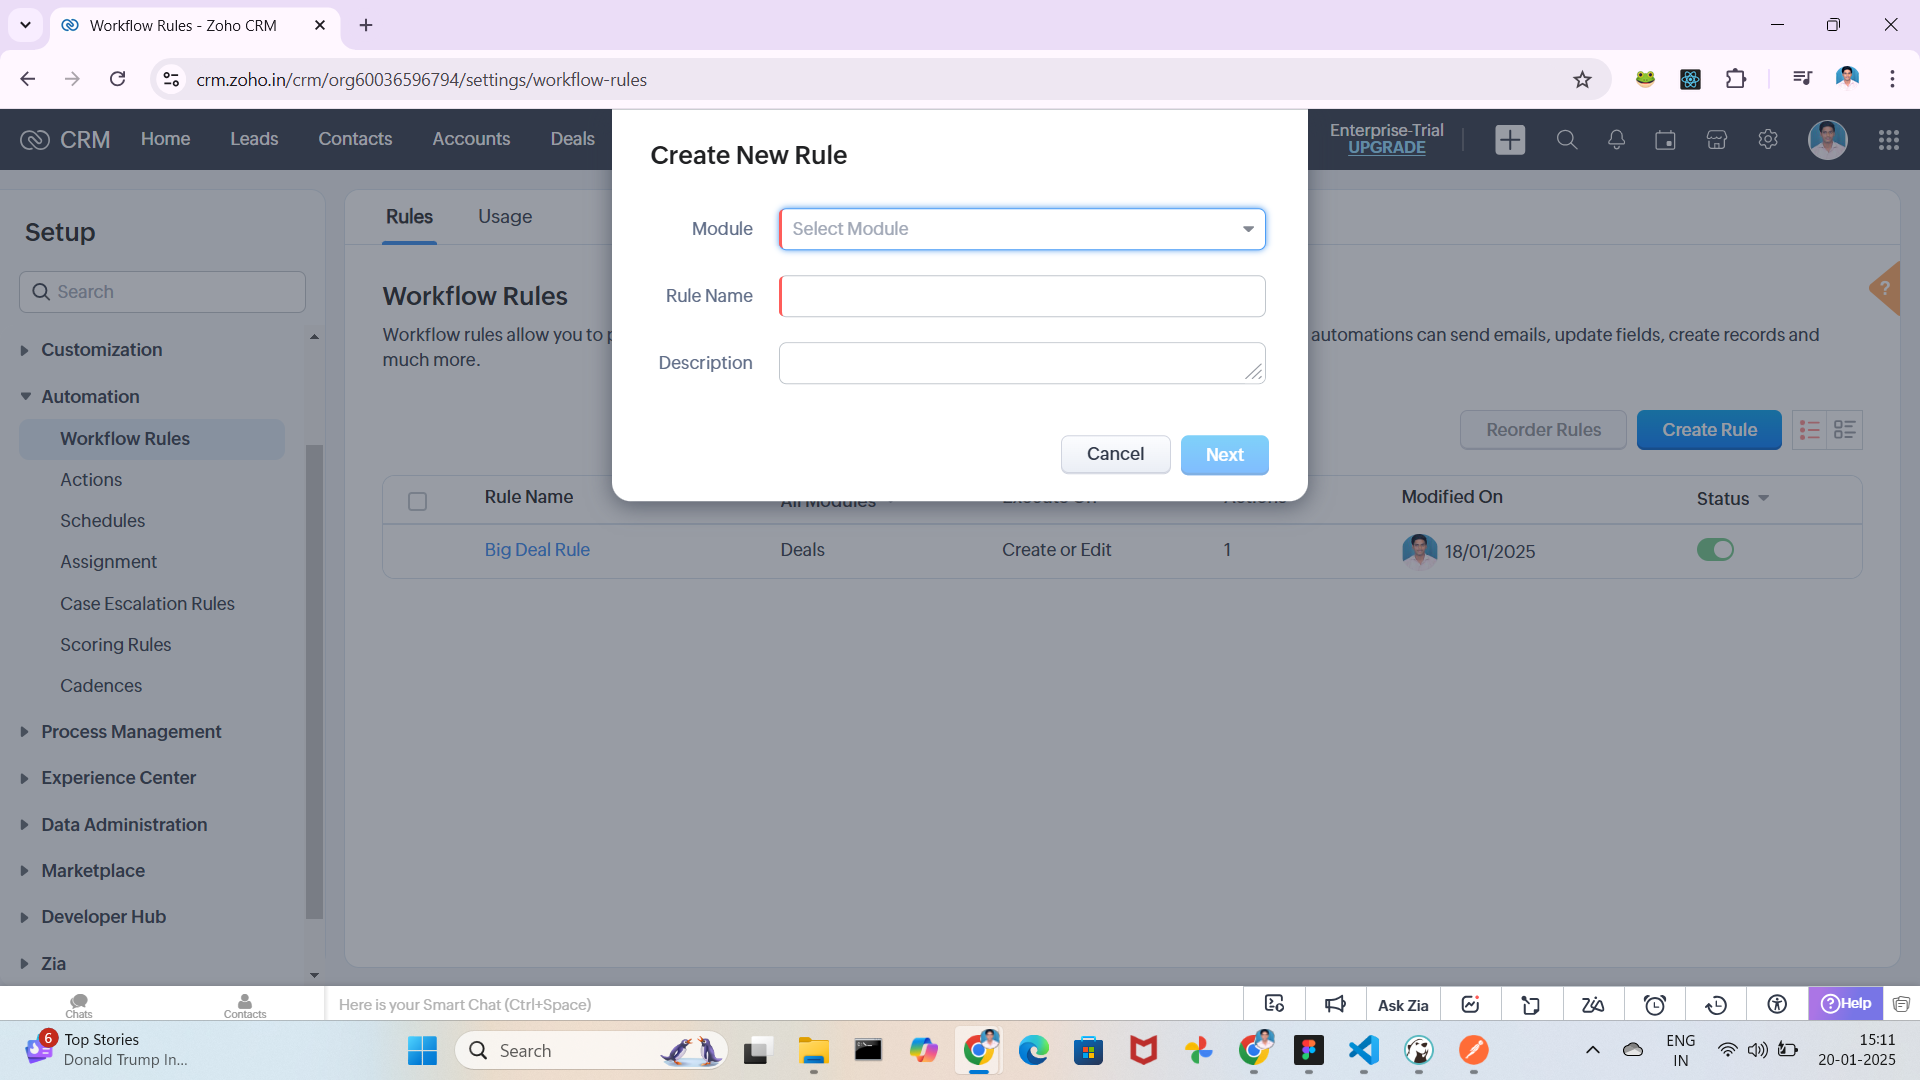 Workflow Rules - Zoho CRM
crm.zoho.in/crm/org60036596794/settings/workflow-rules
CRM
Home
Leads
Contacts
Accounts
Deals
Enterprise-Trial
UPGRADE
Create New Rule
Module
Select Module
Rule Name
Description
Cancel
Next
Setup
Search
Customization
Automation
Workflow Rules
Actions
Schedules
Assignment
Case Escalation Rules
Scoring Rules
Cadences
Process Management
Experience Center
Data Administration
Marketplace
Developer Hub
Zia
Rules
Usage
?
Workflow Rules
Workflow rules allow you to automations can send emails, update fields, create records and
much more.
Reorder Rules
Create Rule
Rule Name
All Modules
Execute On
Actions
Modified On
Status
Big Deal Rule
Deals
Create or Edit
1
18/01/2025
Chats
Contacts
Here is your Smart Chat (Ctrl+Space)
Ask Zia
Help
6
Top Stories
Donald Trump In...
Search
ENG
IN
15:11
20-01-2025